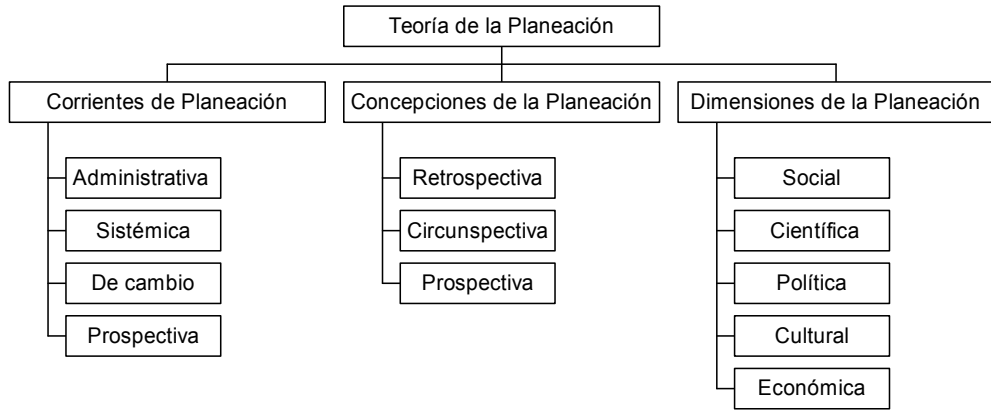 Teoría de la Planeación
Corrientes de Planeación
Administrativa
Sistémica
De cambio
Prospectiva
Concepciones de la Planeación
Retrospectiva
Circunspectiva
Prospectiva
Dimensiones de la Planeación
Social
Científica
Política
Cultural
Económica